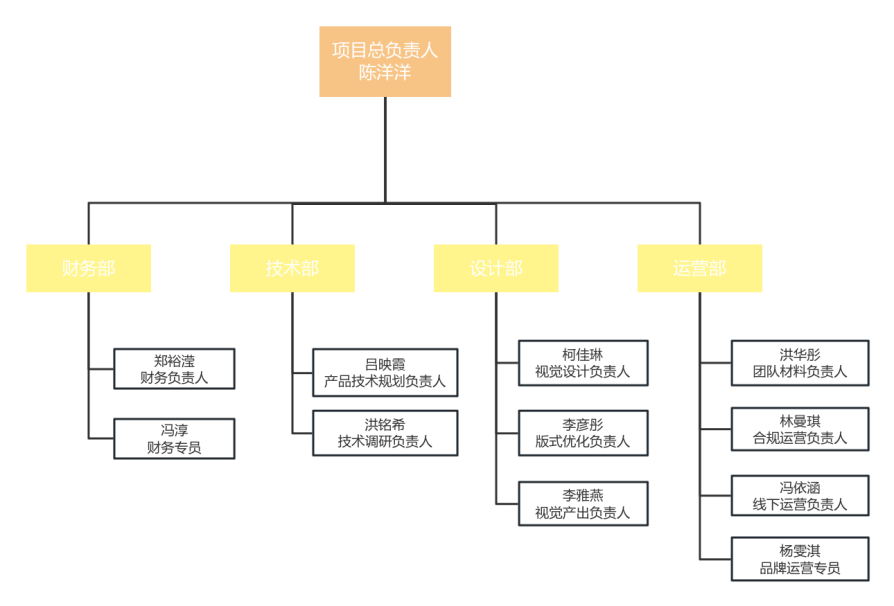 项目总负责人
陈洋洋
财务部
技术部
设计部
运营部
郑裕滢
财务负责人
冯淳
财务专员
吕映霞
产品技术规划负责人
洪铭希
技术调研负责人
柯佳琳
视觉设计负责人
李彦彤
版式优化负责人
李雅燕
视觉产出负责人
洪华彤
团队材料负责人
林曼琪
合规运营负责人
冯依涵
线下运营负责人
杨雯淇
品牌运营专员